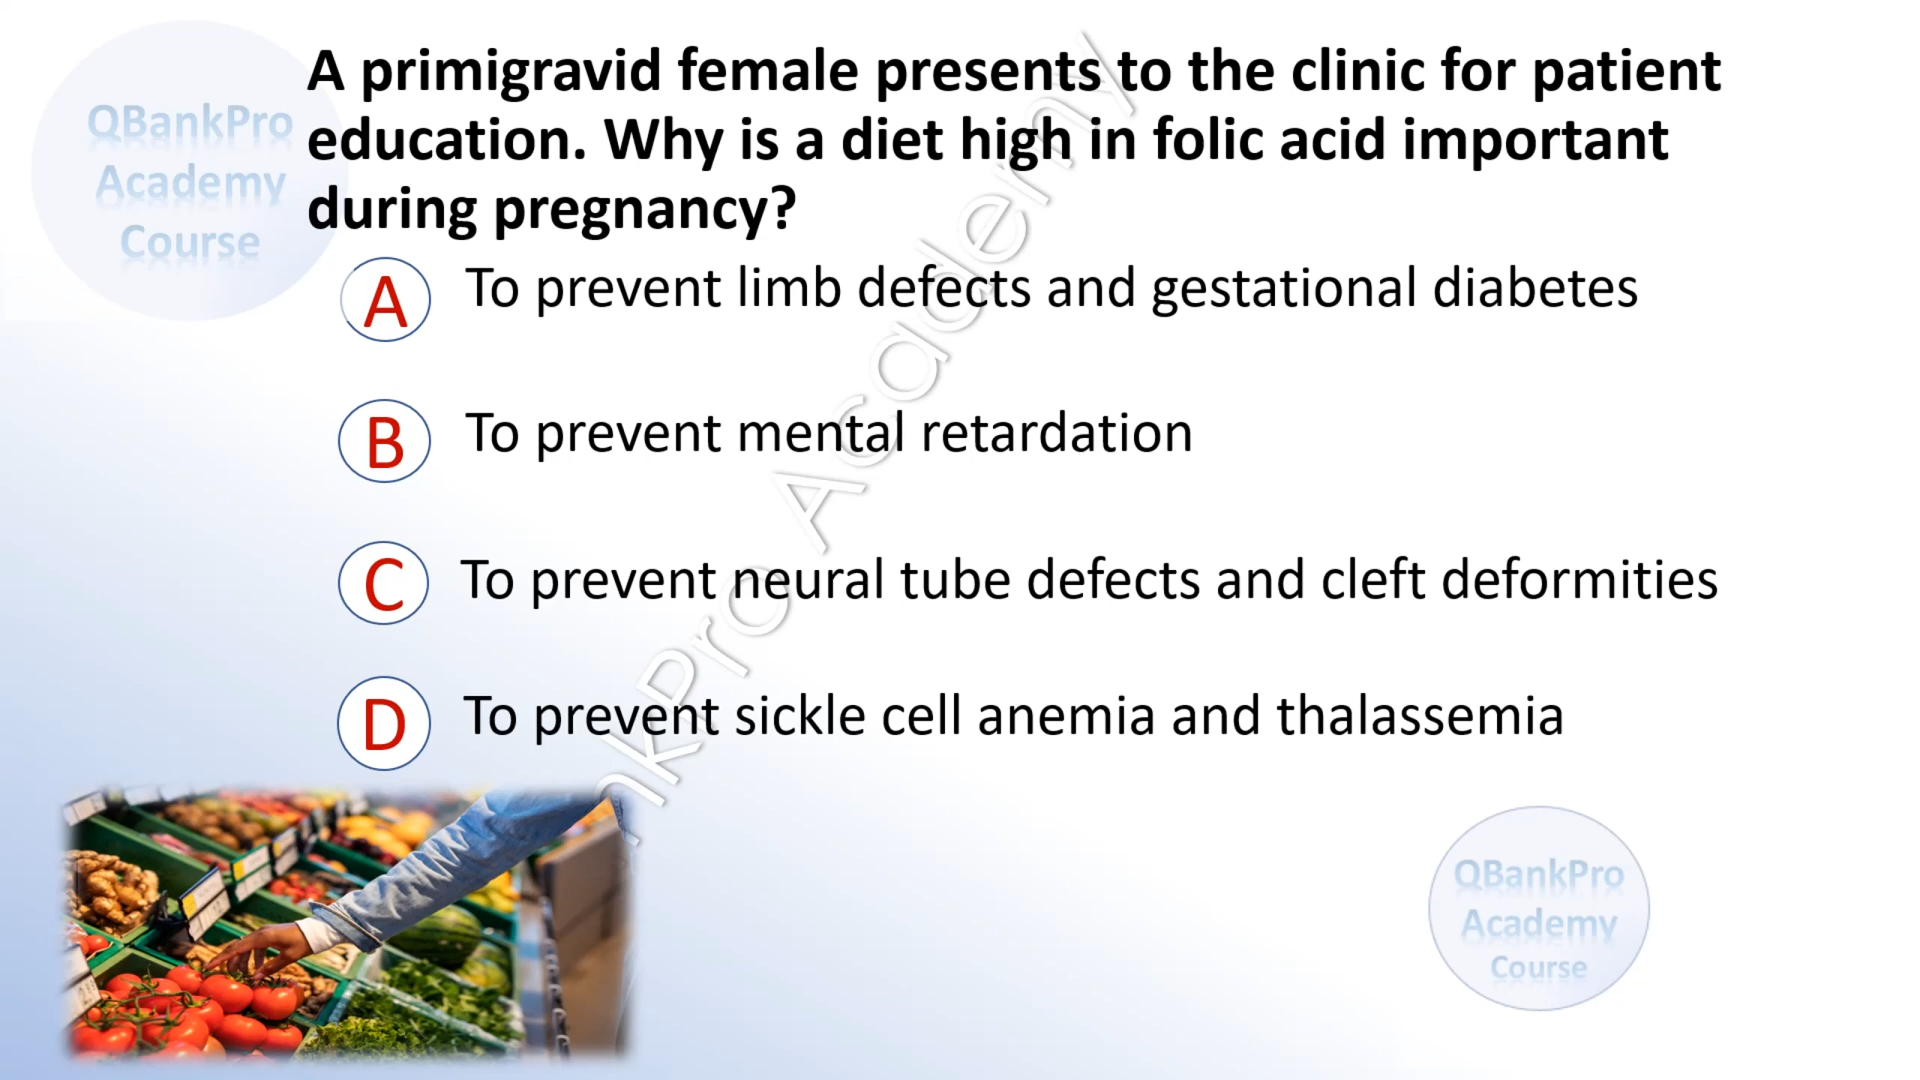 QBankPro
Academy
Course
A primigravid female presents to the clinic for patient
education. Why is a diet high in folic acid important
during pregnancy?
A To prevent limb defects and gestational diabetes
B To prevent mental retardation
C To prevent neural tube defects and cleft deformities
D To prevent sickle cell anemia and thalassemia
nkPro Academy
QBankPro
Academy
Course